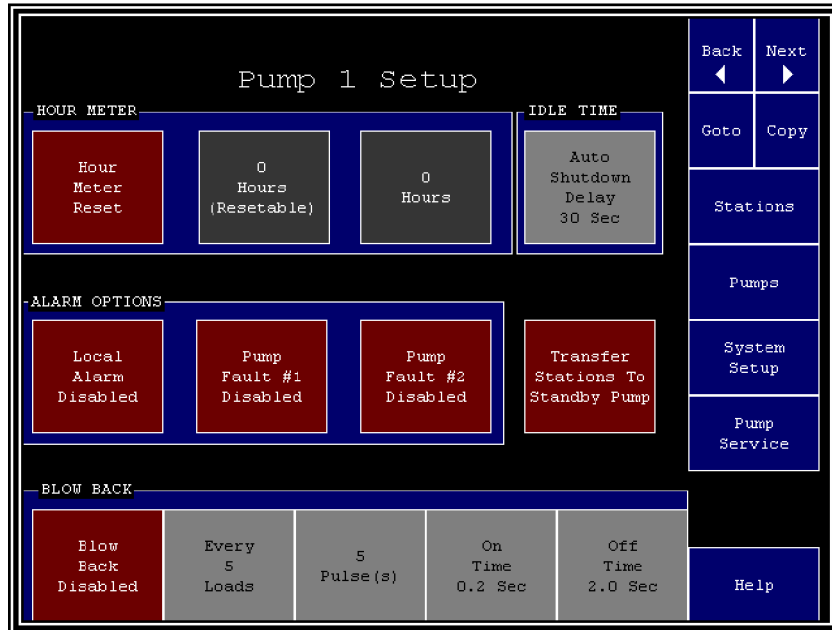 Pump 1 Setup
Back
Next
Goto
Copy
HOUR METER
Hour
Meter
Reset
0
Hours
(Resetable)
0
Hours
IDLE TIME
Auto
Shutdown
Delay
30 Sec
Stations
Pumps
System
Setup
Pump
Service
ALARM OPTIONS
Local
Alarm
Disabled
Pump
Fault #1
Disabled
Pump
Fault #2
Disabled
Transfer
Stations To
Standby Pump
BLOW BACK
Blow
Back
Disabled
Every
5
Loads
5
Pulse(s)
On
Time
0.2 Sec
Off
Time
2.0 Sec
Help